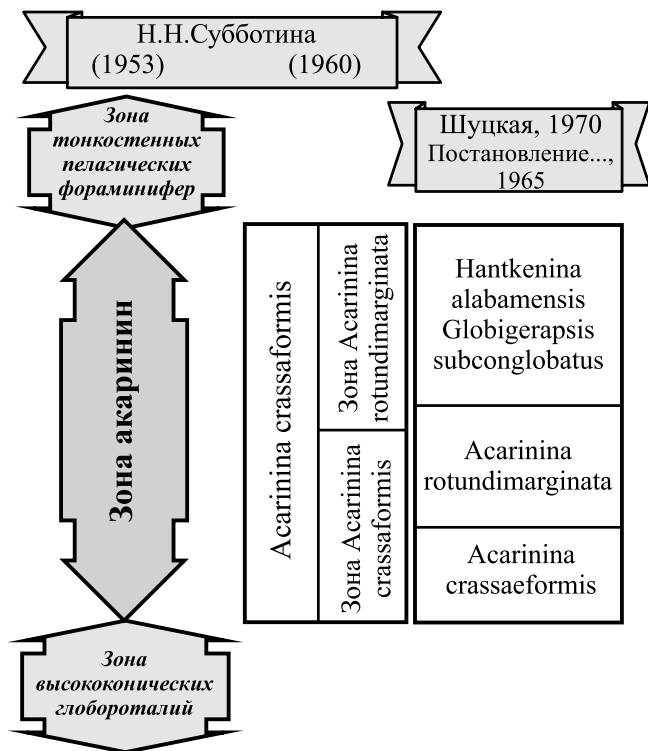 Н.Н.Субботина
(1953) (1960)
Зона
тонкостенных
пелагических
фораминифер
Шуцкая, 1970
Постановление...,
1965
Зона акаринин
Acarinina crassaformis
Зона Acarinina
rotundimarginata
Зона Acarinina
crassaformis
Hantkenina
alabamensis
Globigerapsis
subconglobatus
Acarinina
rotundimarginata
Acarinina
crassaeformis
Зона
высококонических
глобороталий